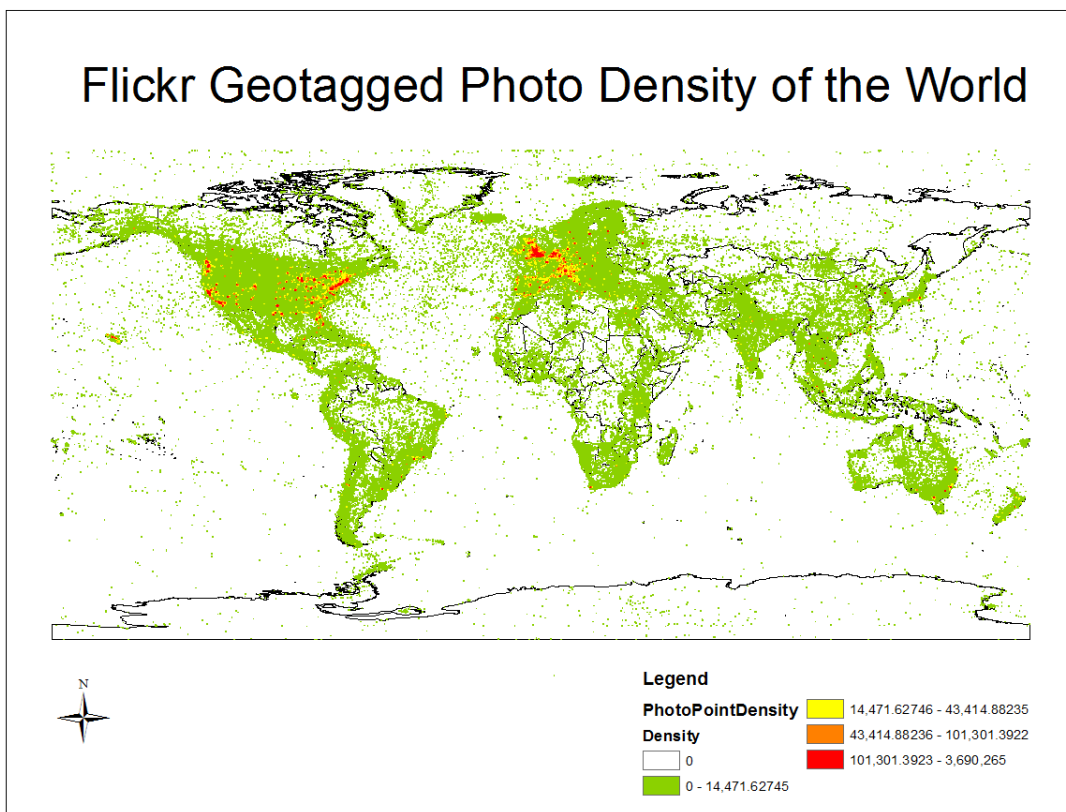 Flickr Geotagged Photo Density of the World
N
Legend
PhotoPointDensity
Density
0
0 - 14,471.62745
14,471.62746 - 43,414.88235
43,414.88236 - 101,301.3922
101,301.3923 - 3,690,265